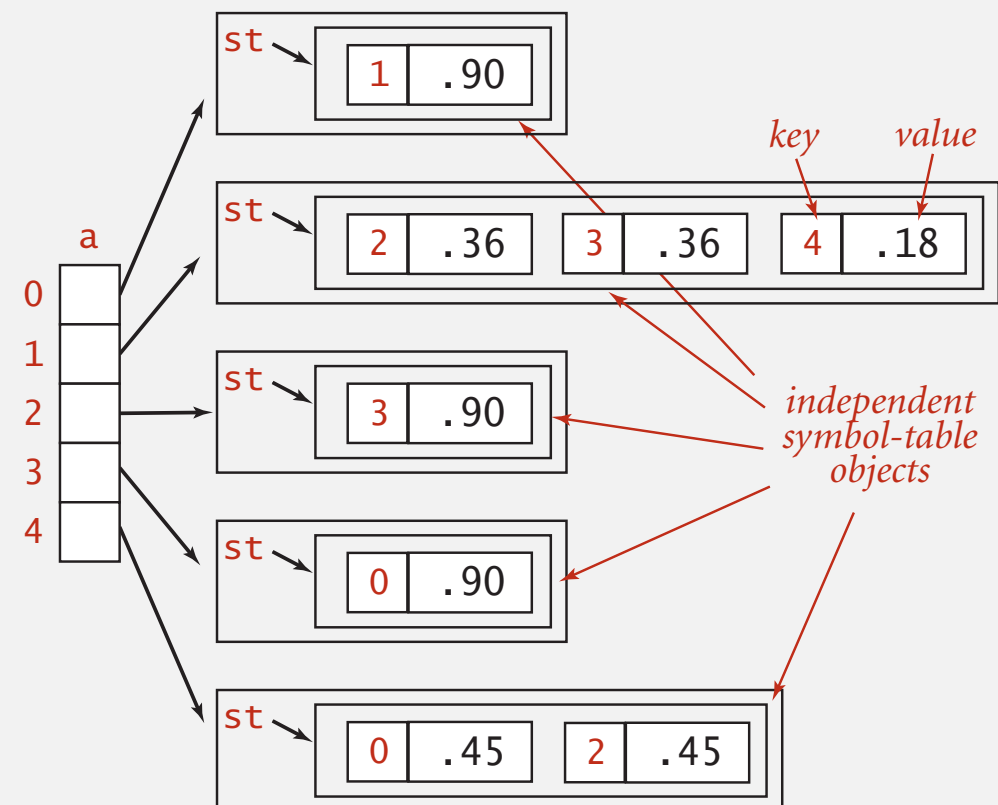 st
1 .90
key value
st
2 .36 3 .36 4 .18
a
0
1
2
3
4
st
3 .90
independent
symbol-table
objects
st
0 .90
st
0 .45 2 .45